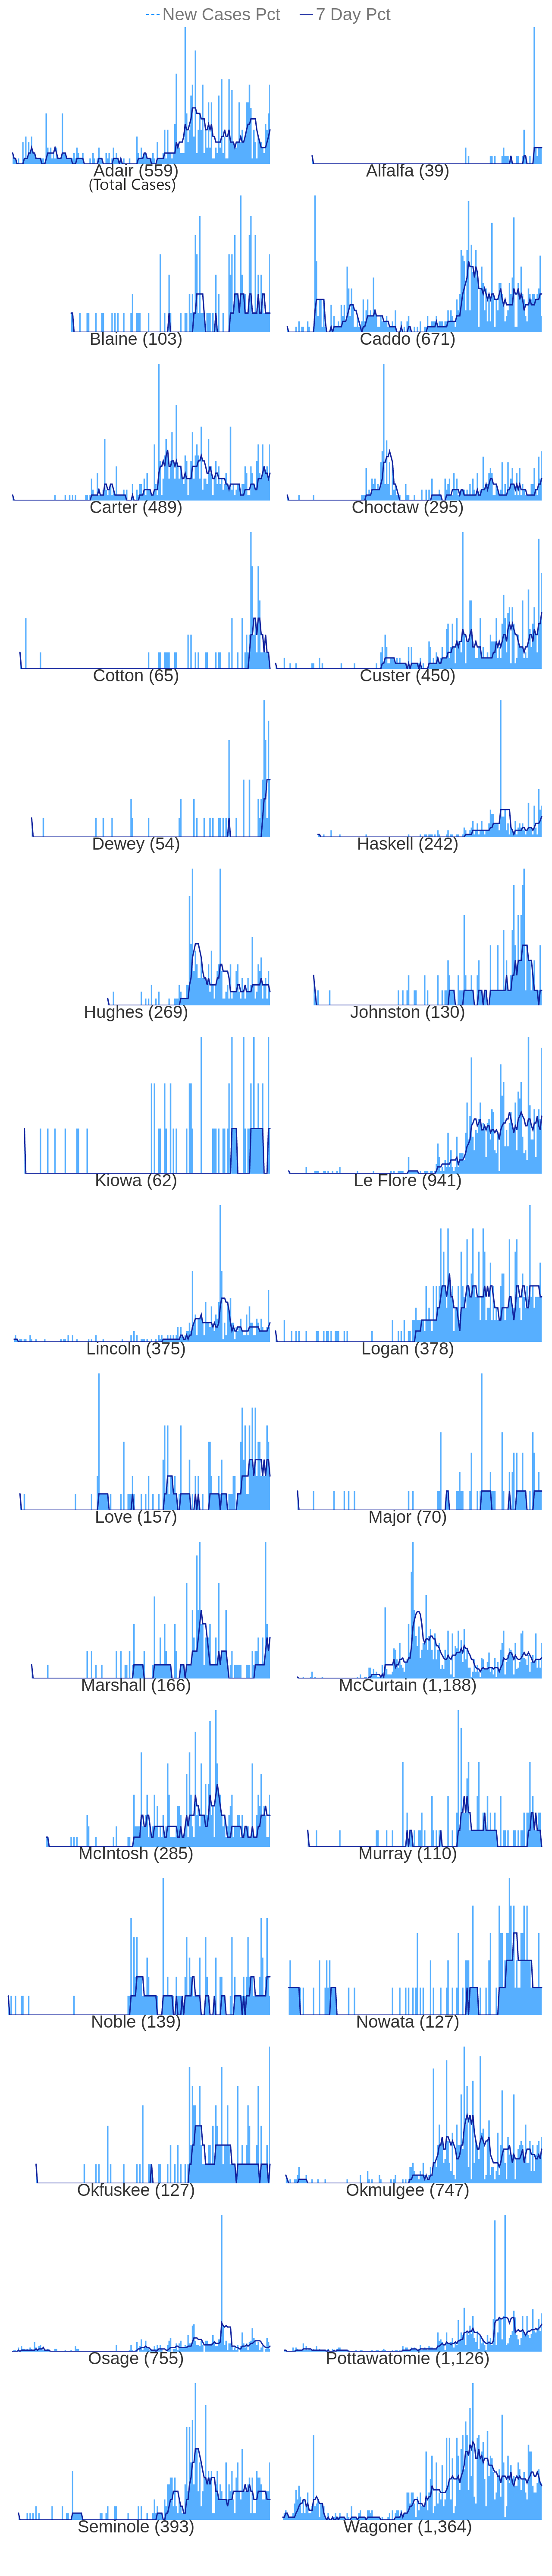 New Cases Pct 7 Day Pct
Adair (559) Alfalfa (39)
(Total Cases)
Blaine (103) Caddo (671)
Carter (489) Choctaw (295)
Cotton (65) Custer (450)
Dewey (54) Haskell (242)
Hughes (269) Johnston (130)
Kiowa (62) Le Flore (941)
Lincoln (375) Logan (378)
Love (157) Major (70)
Marshall (166) McCurtain (1,188)
McIntosh (285) Murray (110)
Noble (139) Nowata (127)
Okfuskee (127) Okmulgee (747)
Osage (755) Pottawatomie (1,126)
Seminole (393) Wagoner (1,364)